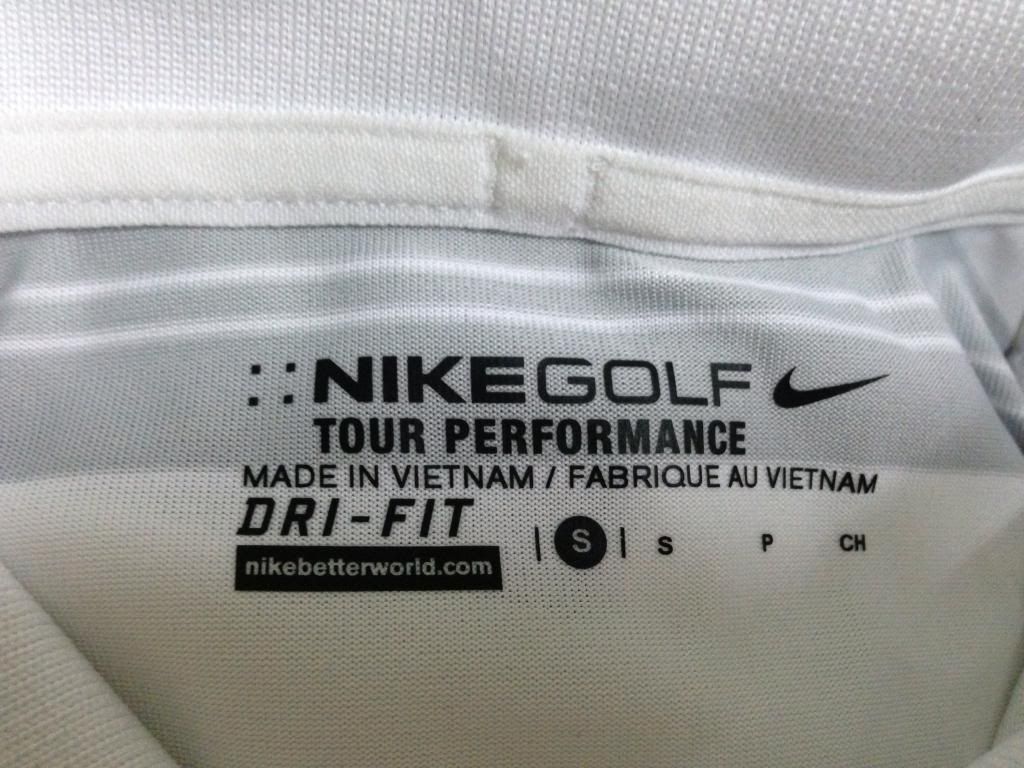 NIKEGOLF
TOUR PERFORMANCE
MADE IN VIETNAM / FABRIQUE AU VIETNAM
DRI-FIT
| S | S P CH
nikebetterworld.com